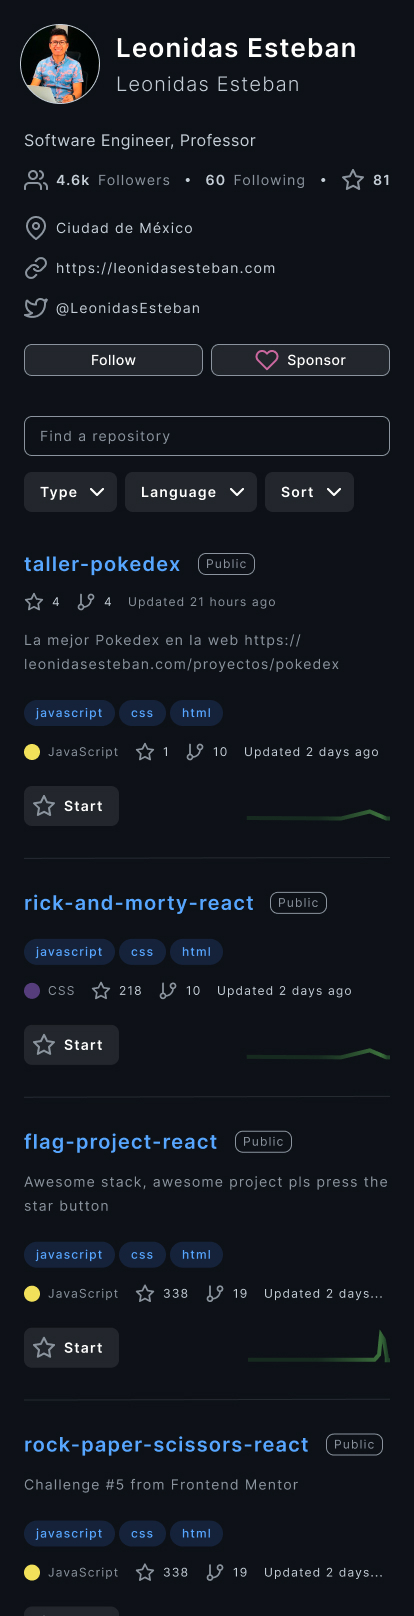 Leonidas Esteban
Leonidas Esteban
Software Engineer, Professor
4.6k Followers • 60 Following • 81
Ciudad de México
https://leonidasesteban.com
@LeonidasEsteban
Follow Sponsor
Find a repository
Type Language Sort
taller-pokedex Public
4 4 Updated 21 hours ago
La mejor Pokedex en la web https://
leonidasesteban.com/proyectos/pokedex
javascript css html
JavaScript 1 10 Updated 2 days ago
Start
rick-and-morty-react Public
javascript css html
CSS 218 10 Updated 2 days ago
Start
flag-project-react Public
Awesome stack, awesome project pls press the
star button
javascript css html
JavaScript 338 19 Updated 2 days...
Start
rock-paper-scissors-react Public
Challenge #5 from Frontend Mentor
javascript css html
JavaScript 338 19 Updated 2 days...